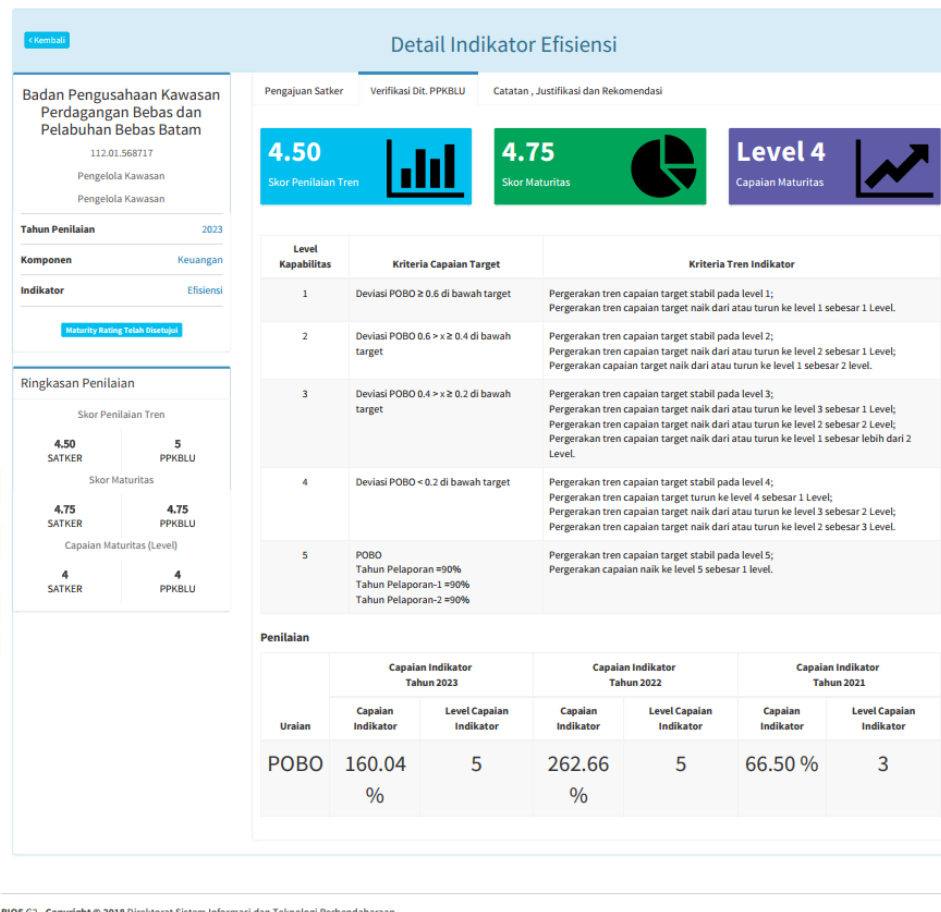 < Kembali
Detail Indikator Efisiensi
Badan Pengusahaan Kawasan
Perdagangan Bebas dan
Pelabuhan Bebas Batam
112.01.568717
Pengelola Kawasan
Pengelola Kawasan
Tahun Penilaian 2023
Komponen Keuangan
Indikator Efisiensi
Maturity Rating Telah Disetujui
Ringkasan Penilaian
Skor Penilaian Tren
4.50 5
SATKER PPKBLU
Skor Maturitas
4.75 4.75
SATKER PPKBLU
Capaian Maturitas (Level)
4 4
SATKER PPKBLU
Pengajuan Satker Verifikasi Dit. PPKBLU Catatan , Justifikasi dan Rekomendasi
4.50
Skor Penilaian Tren
4.75
Skor Maturitas
Level 4
Capaian Maturitas
Level
Kapabilitas Kriteria Capaian Target Kriteria Tren Indikator
1 Deviasi POBO ≥ 0.6 di bawah target Pergerakan tren capaian target stabil pada level 1;
Pergerakan tren capaian target naik dari atau turun ke level 1 sebesar 1 Level.
2 Deviasi POBO 0.6 > x ≥ 0.4 di bawah Pergerakan tren capaian target stabil pada level 2;
target Pergerakan tren capaian target naik dari atau turun ke level 2 sebesar 1 Level;
Pergerakan capaian target naik dari atau turun ke level 1 sebesar 2 level.
3 Deviasi POBO 0.4 > x ≥ 0.2 di bawah Pergerakan tren capaian target stabil pada level 3;
target Pergerakan tren capaian target naik dari atau turun ke level 3 sebesar 1 Level;
Pergerakan tren capaian target naik dari atau turun ke level 2 sebesar 2 Level;
Pergerakan tren capaian target naik dari atau turun ke level 1 sebesar lebih dari 2
Level.
4 Deviasi POBO < 0.2 di bawah target Pergerakan tren capaian target stabil pada level 4;
Pergerakan tren capaian target turun ke level 4 sebesar 1 Level;
Pergerakan tren capaian target naik dari atau turun ke level 3 sebesar 2 Level;
Pergerakan tren capaian target naik dari atau turun ke level 2 sebesar 3 Level.
5 POBO Pergerakan tren capaian target stabil pada level 5;
Tahun Pelaporan =90% Pergerakan capaian naik ke level 5 sebesar 1 level.
Tahun Pelaporan-1 =90%
Tahun Pelaporan-2 =90%
Penilaian
Capaian Indikator Capaian Indikator Capaian Indikator
Tahun 2023 Tahun 2022 Tahun 2021
Capaian Level Capaian Capaian Level Capaian Capaian Level Capaian
Uraian Indikator Indikator Indikator Indikator Indikator Indikator
POBO 160.04 5 262.66 5 66.50 % 3
% %
Copyright © 2018 Direktorat Sistem Informasi dan Teknologi Perbendaharaan